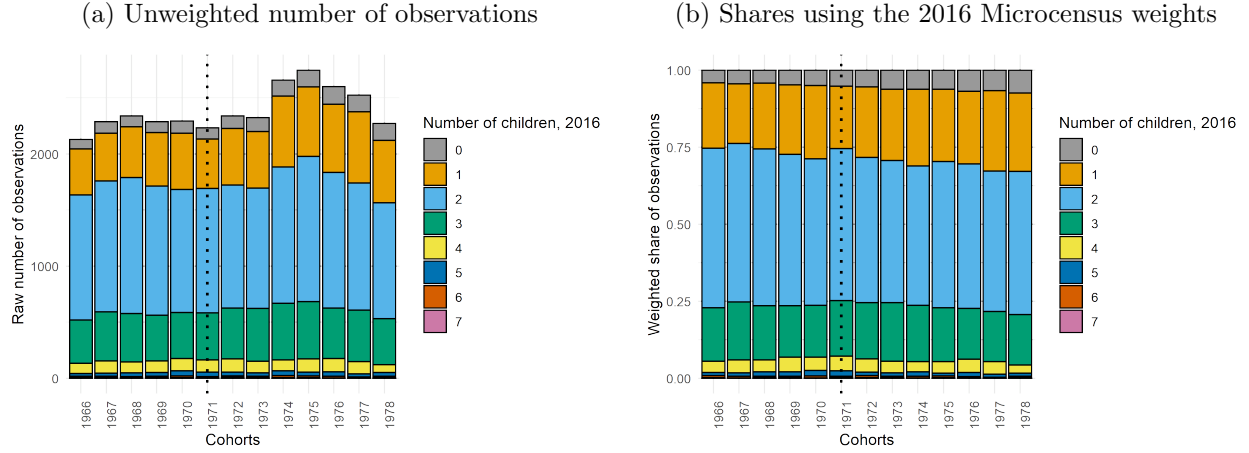 (a) Unweighted number of observations
Raw number of observations
2000
1000
0
1966 1967 1968 1969 1970 1971 1972 1973 1974 1975 1976 1977 1978
Cohorts
Number of children, 2016
0
1
2
3
4
5
6
7
(b) Shares using the 2016 Microcensus weights
Weighted share of observations
1.00
0.75
0.50
0.25
0.00
1966 1967 1968 1969 1970 1971 1972 1973 1974 1975 1976 1977 1978
Cohorts
Number of children, 2016
0
1
2
3
4
5
6
7